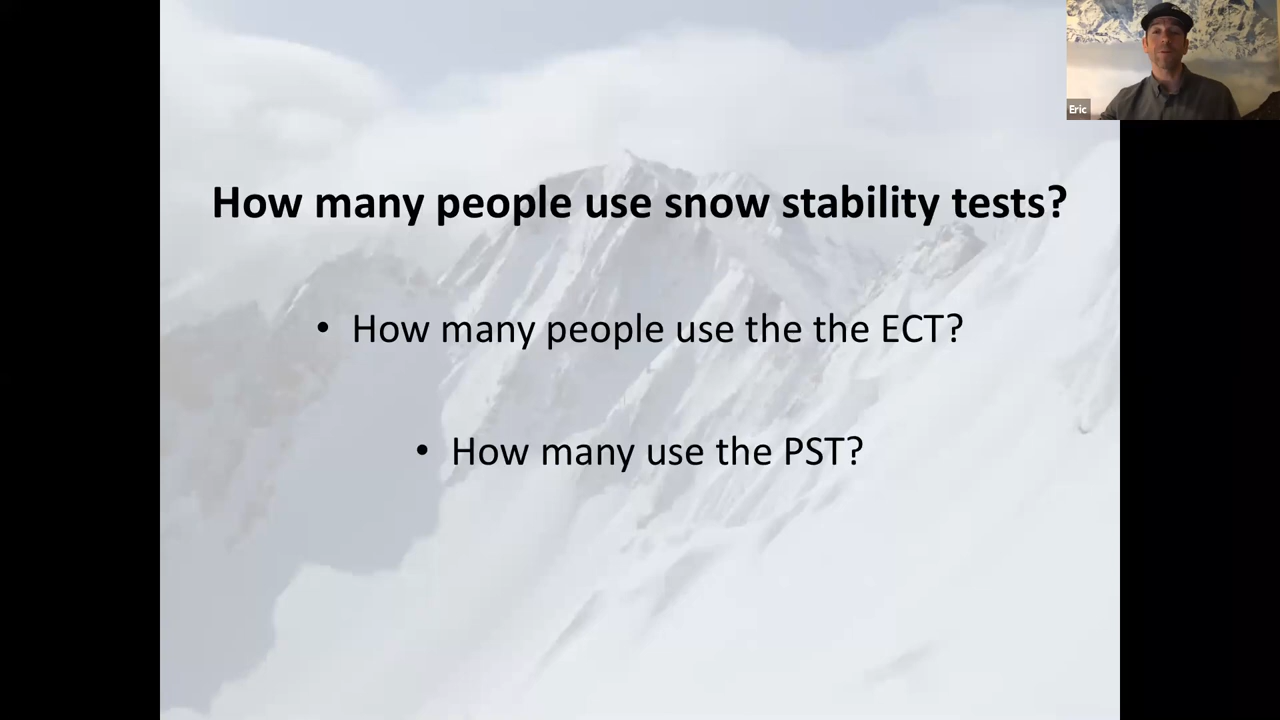 Eric
How many people use snow stability tests?
• How many people use the the ECT?
• How many use the PST?